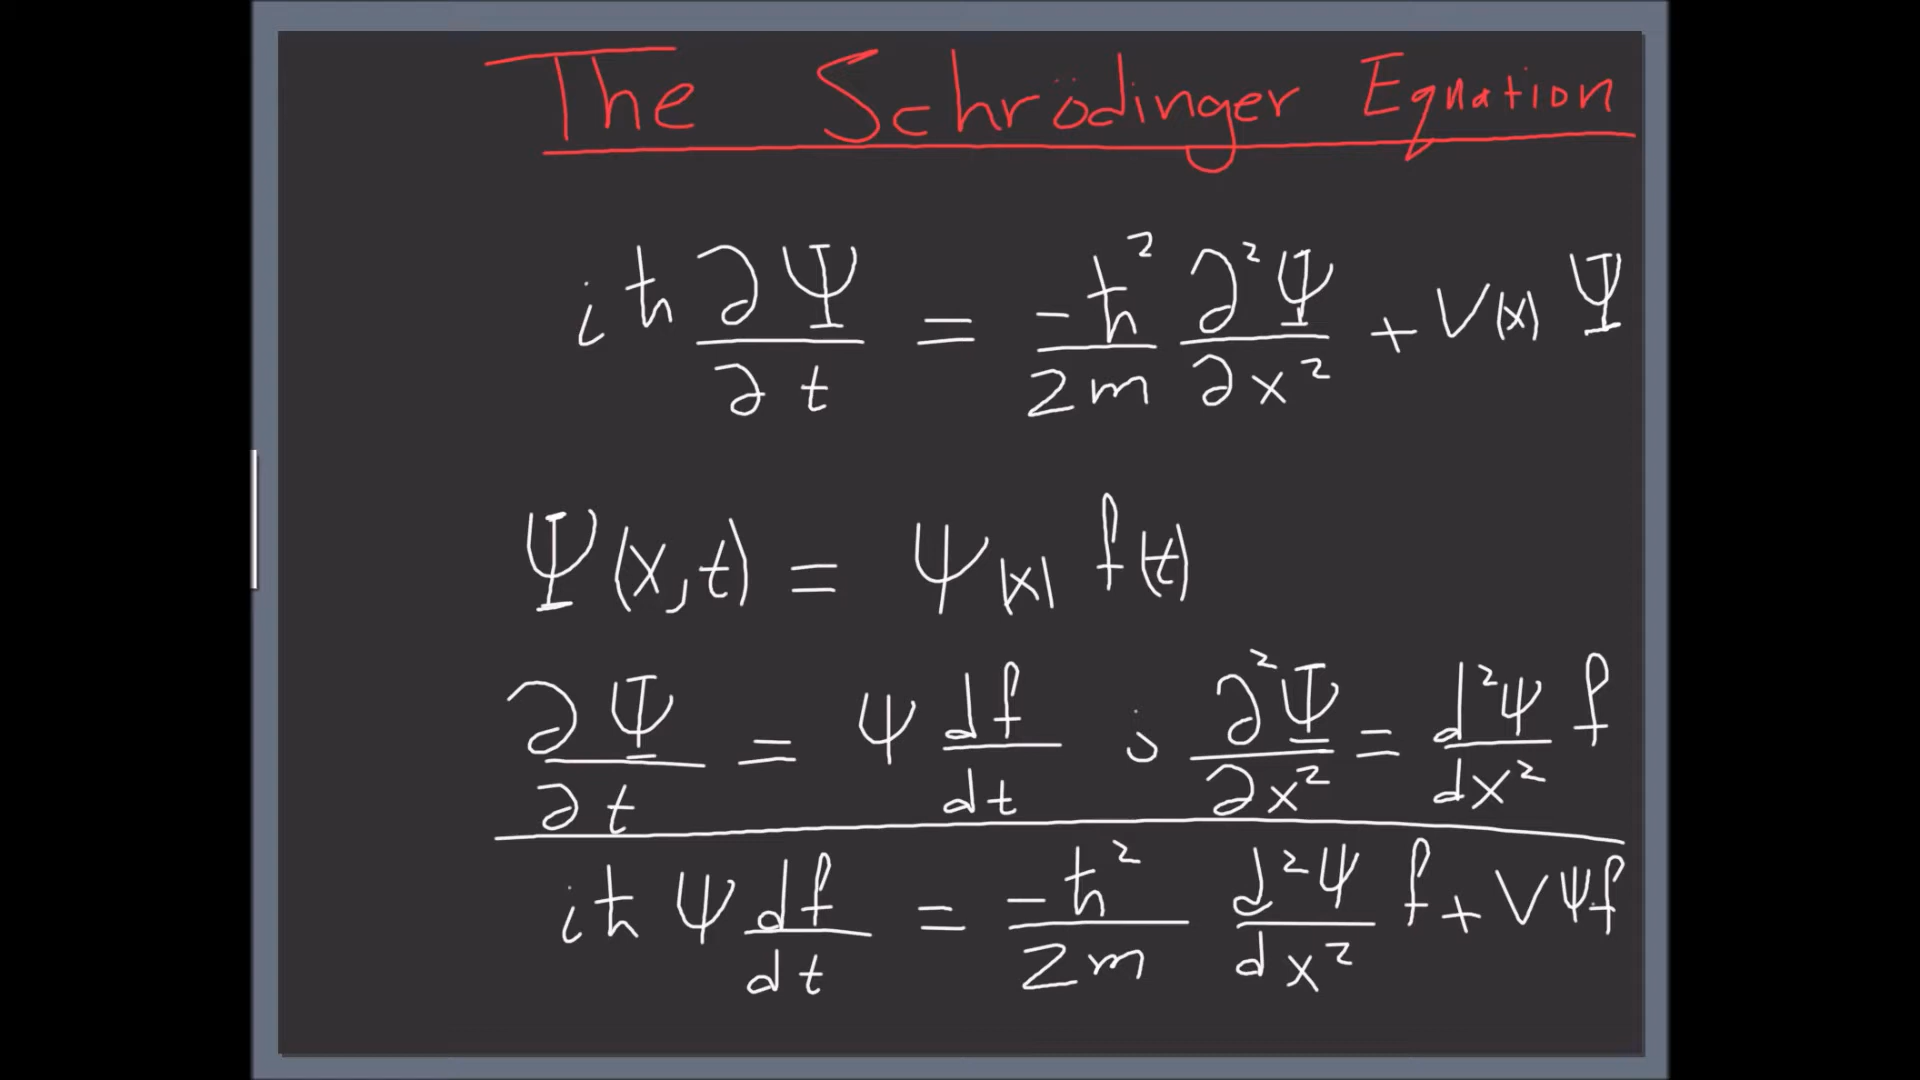 The Schrödinger Equation
iħ ∂Ψ/∂t = -ħ²/2m ∂²Ψ/∂x² + V(x) Ψ
Ψ(x,t) = ψ(x) f(t)
∂Ψ/∂t = ψ df/dt ; ∂²Ψ/∂x² = d²ψ/dx² f
iħ ψ df/dt = -ħ²/2m d²ψ/dx² f + Vψf